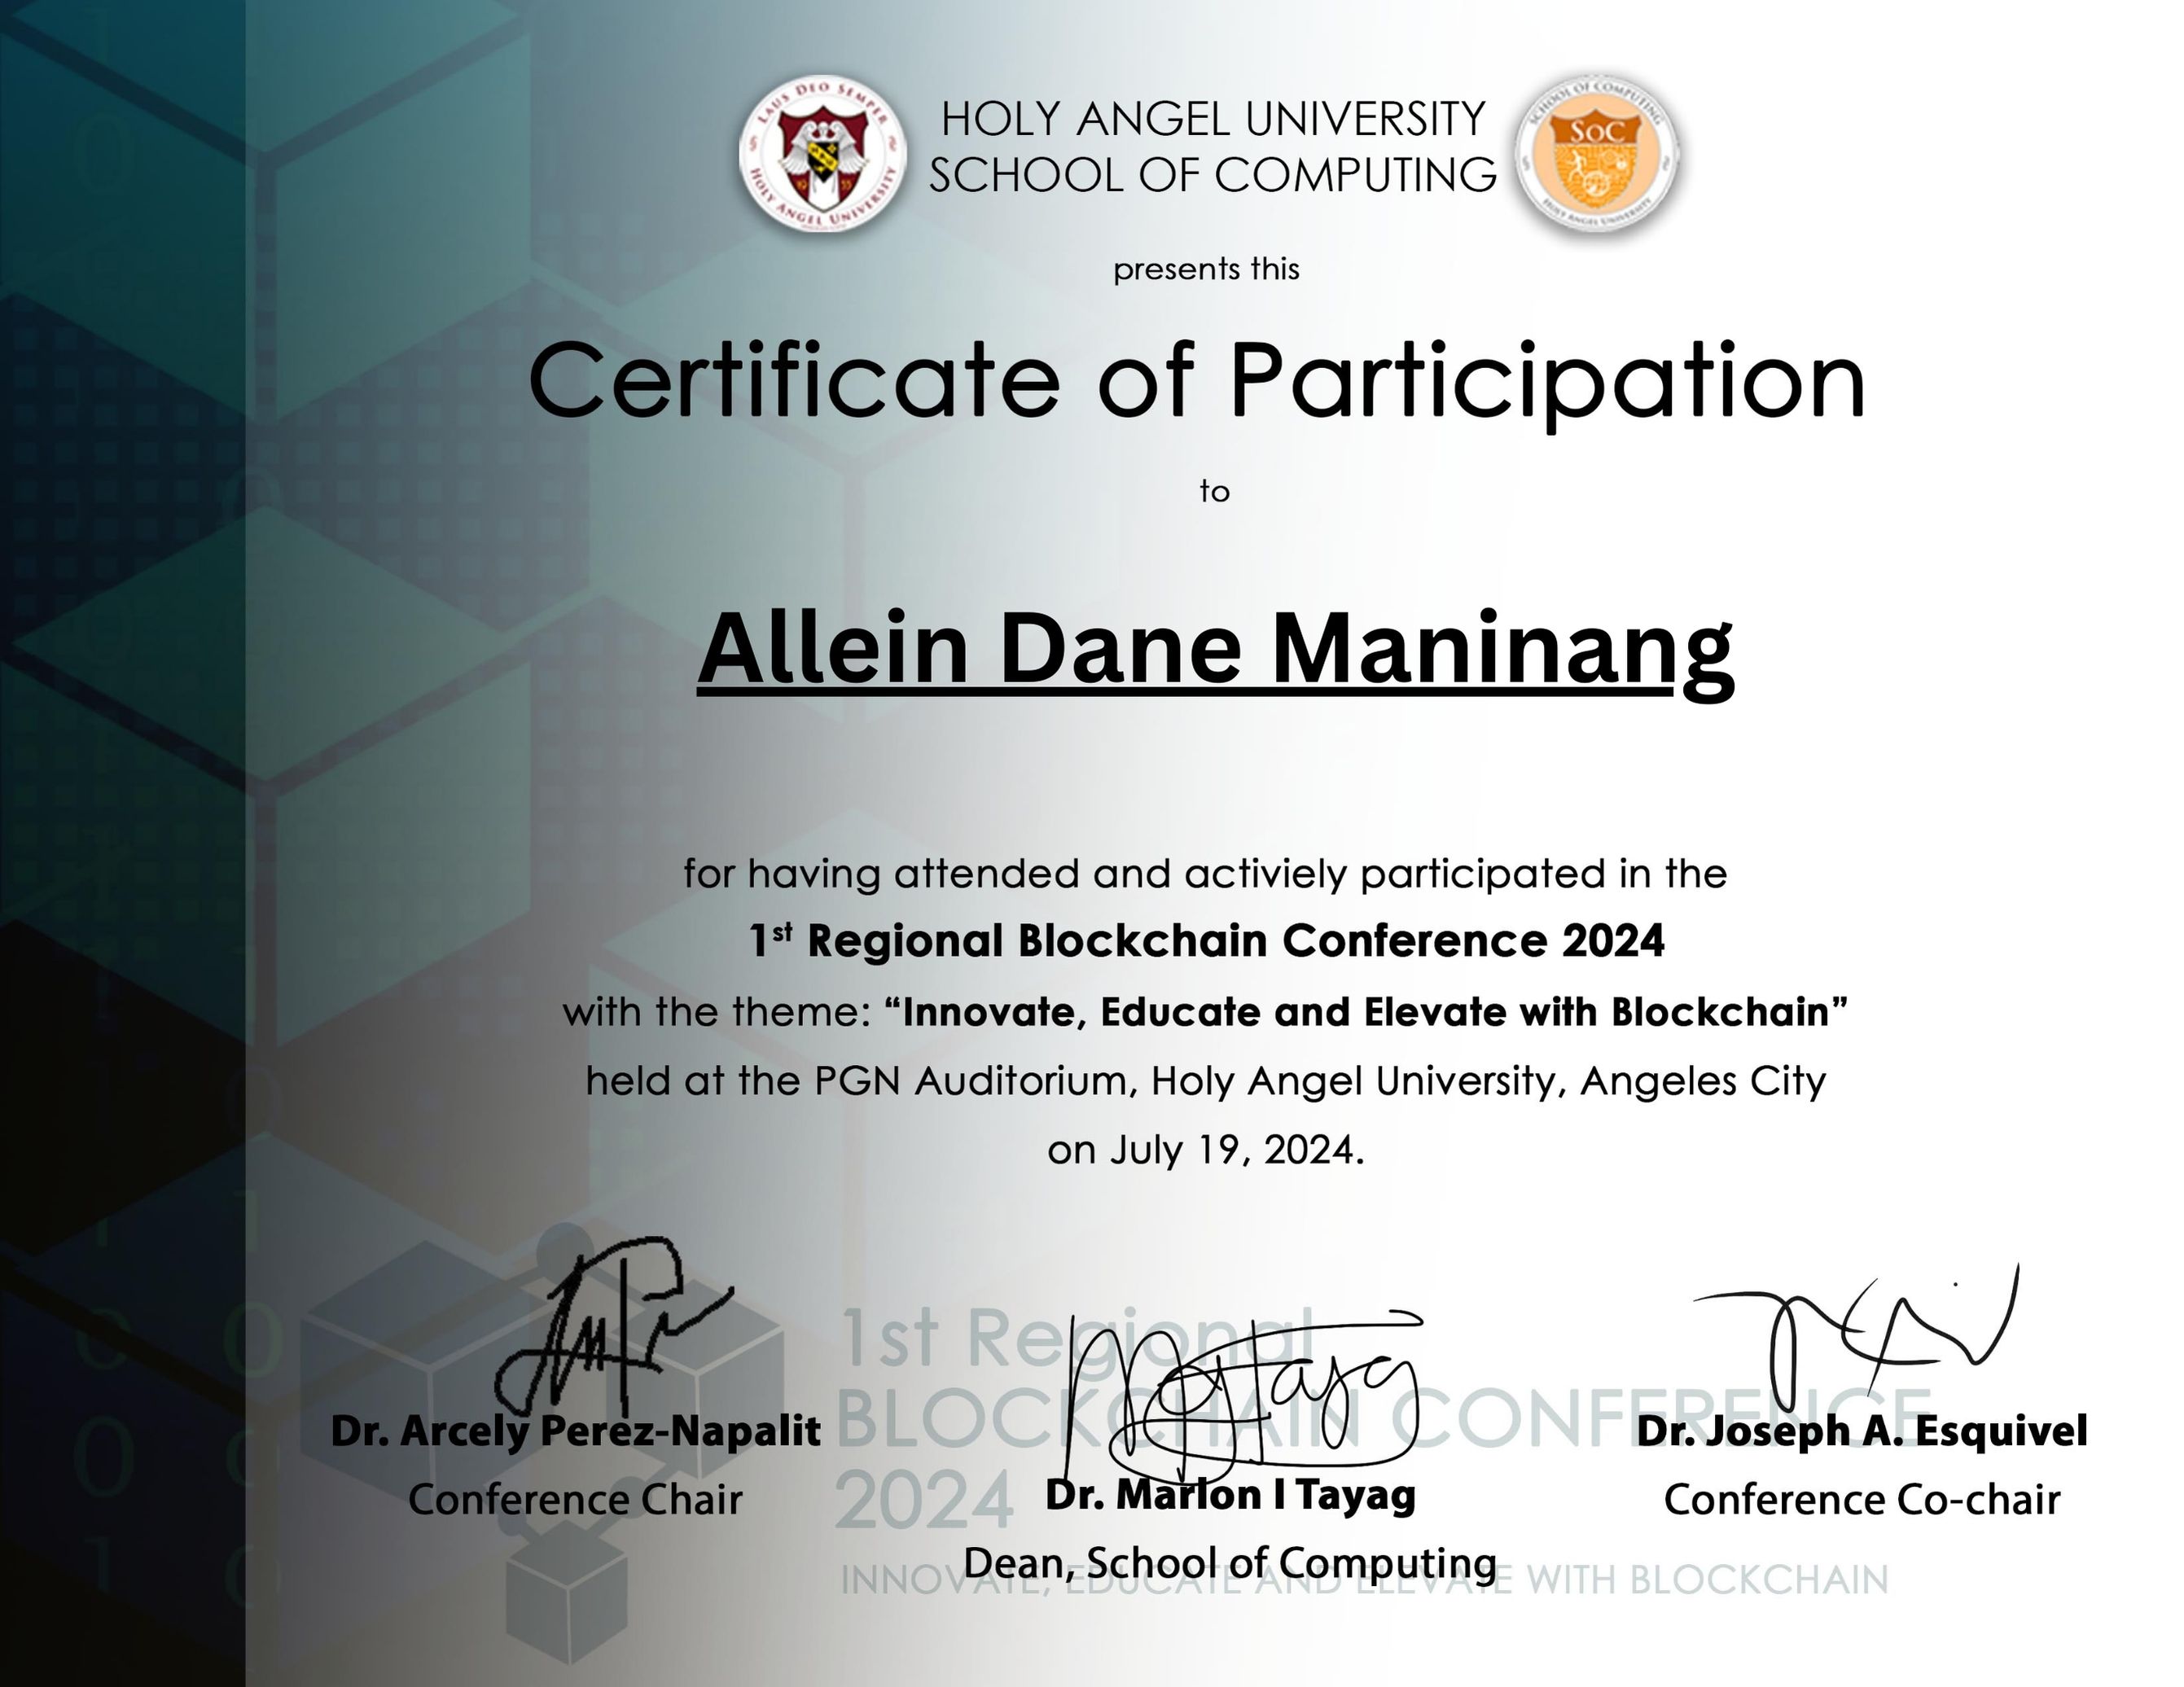 LAUS DEO SEMPER
HOLY ANGEL UNIVERSITY
HOLY ANGEL UNIVERSITY
SCHOOL OF COMPUTING
SCHOOL OF COMPUTING
SoC
HOLY ANGEL UNIVERSITY
presents this
Certificate of Participation
to
Allein Dane Maninang
for having attended and activiely participated in the
1st Regional Blockchain Conference 2024
with the theme: “Innovate, Educate and Elevate with Blockchain”
held at the PGN Auditorium, Holy Angel University, Angeles City
on July 19, 2024.
1st Regional
BLOCKCHAIN CONFERENCE
2024
INNOVATE, EDUCATE AND ELEVATE WITH BLOCKCHAIN
Dr. Arcely Perez-Napalit
Conference Chair
Dr. Marlon I Tayag
Dean, School of Computing
Dr. Joseph A. Esquivel
Conference Co-chair